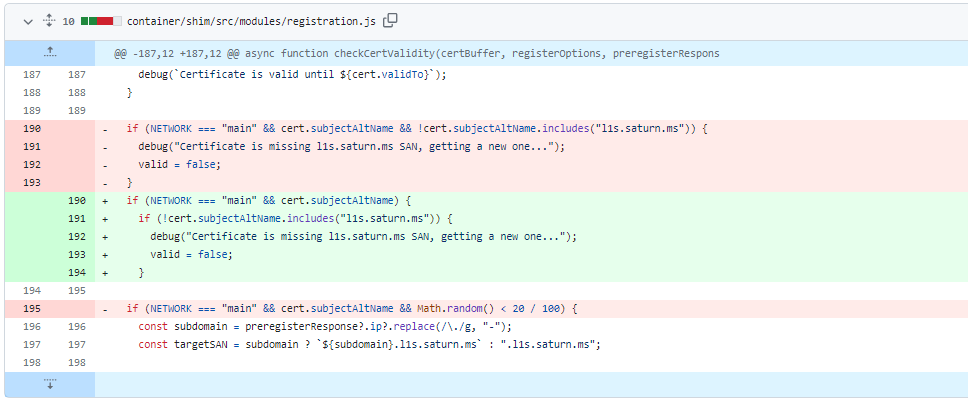 10 container/shim/src/modules/registration.js
@@ -187,12 +187,12 @@ async function checkCertValidity(certBuffer, registerOptions, preregisterRespons
187 187 debug(`Certificate is valid until ${cert.validTo}`);
188 188 }
189 189
190 - if (NETWORK === "main" && cert.subjectAltName && !cert.subjectAltName.includes("l1s.saturn.ms")) {
191 - debug("Certificate is missing l1s.saturn.ms SAN, getting a new one...");
192 - valid = false;
193 - }
190 + if (NETWORK === "main" && cert.subjectAltName) {
191 + if (!cert.subjectAltName.includes("l1s.saturn.ms")) {
192 + debug("Certificate is missing l1s.saturn.ms SAN, getting a new one...");
193 + valid = false;
194 + }
194 195
195 - if (NETWORK === "main" && cert.subjectAltName && Math.random() < 20 / 100) {
196 196 const subdomain = preregisterResponse?.ip?.replace(/\./g, "-");
197 197 const targetSAN = subdomain ? `${subdomain}.l1s.saturn.ms` : ".l1s.saturn.ms";
198 198